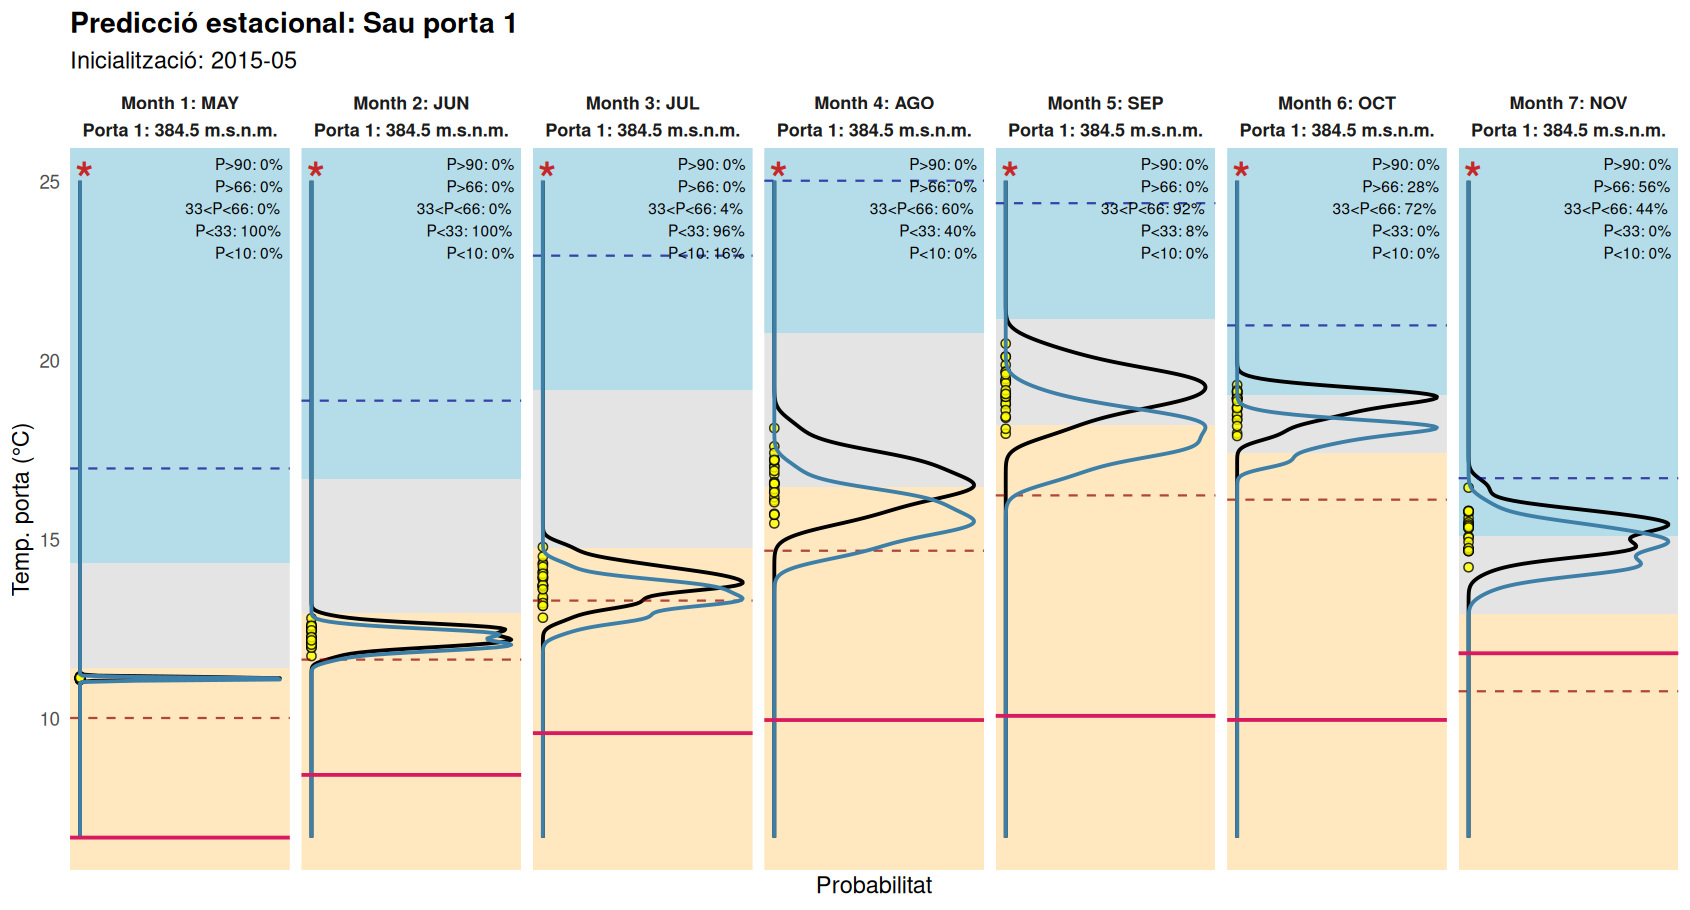 Predicció estacional: Sau porta 1
Inicialització: 2015-05
Month 1: MAY
Porta 1: 384.5 m.s.n.m.
Month 2: JUN
Porta 1: 384.5 m.s.n.m.
Month 3: JUL
Porta 1: 384.5 m.s.n.m.
Month 4: AGO
Porta 1: 384.5 m.s.n.m.
Month 5: SEP
Porta 1: 384.5 m.s.n.m.
Month 6: OCT
Porta 1: 384.5 m.s.n.m.
Month 7: NOV
Porta 1: 384.5 m.s.n.m.
Temp. porta (°C)
25
20
15
10
*
P>90: 0%
P>66: 0%
33<P<66: 0%
P<33: 100%
P<10: 0%
*
P>90: 0%
P>66: 0%
33<P<66: 0%
P<33: 100%
P<10: 0%
*
P>90: 0%
P>66: 0%
33<P<66: 4%
P<33: 96%
P<10: 16%
*
P>90: 0%
P>66: 0%
33<P<66: 60%
P<33: 40%
P<10: 0%
*
P>90: 0%
P>66: 0%
33<P<66: 92%
P<33: 8%
P<10: 0%
*
P>90: 0%
P>66: 28%
33<P<66: 72%
P<33: 0%
P<10: 0%
*
P>90: 0%
P>66: 56%
33<P<66: 44%
P<33: 0%
P<10: 0%
Probabilitat